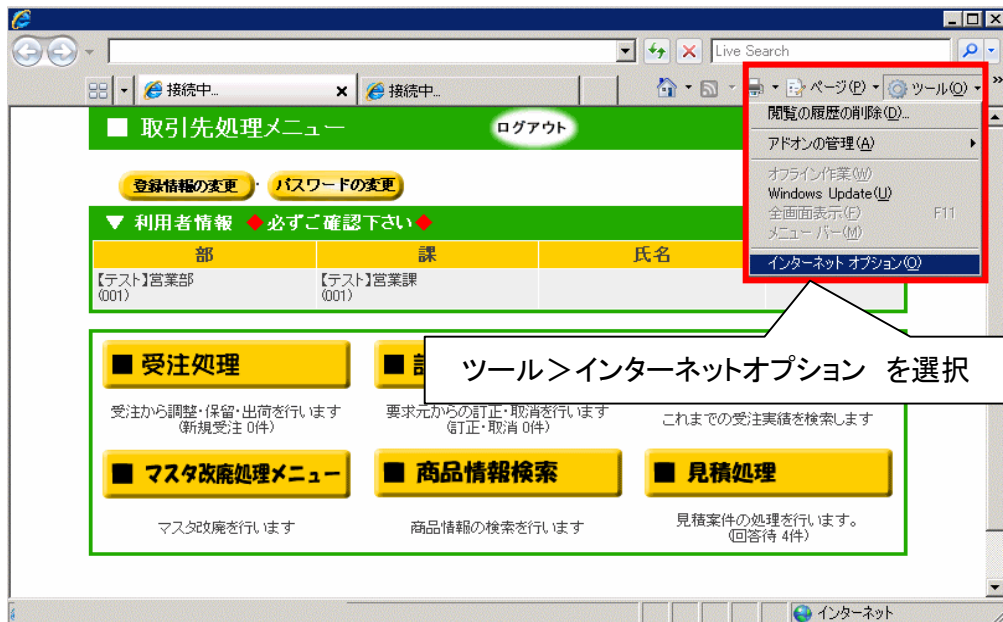 Live Search
接続中...
接続中...
ページ(P)
ツール(O)
»
■ 取引先処理メニュー
ログアウト
閲覧の履歴の削除(D)...
アドオンの管理(A)
オフライン作業(W)
Windows Update(U)
全画面表示(F) F11
メニュー バー(M)
インターネット オプション(O)
登録情報の変更 · パスワードの変更
▼ 利用者情報 ◆必ずご確認下さい◆
部 課 氏名
【テスト】営業部 【テスト】営業課
(001) (001)
ツール＞インターネットオプション を選択
■ 受注処理
受注から調整・保留・出荷を行います 要求元からの訂正・取消を行います これまでの受注実績を検索します
(新規受注 0件) (訂正・取消 0件)
■ マスタ改廃処理メニュー ■ 商品情報検索 ■ 見積処理
マスタ改廃を行います 商品情報の検索を行います 見積案件の処理を行います。
(回答待 4件)
インターネット